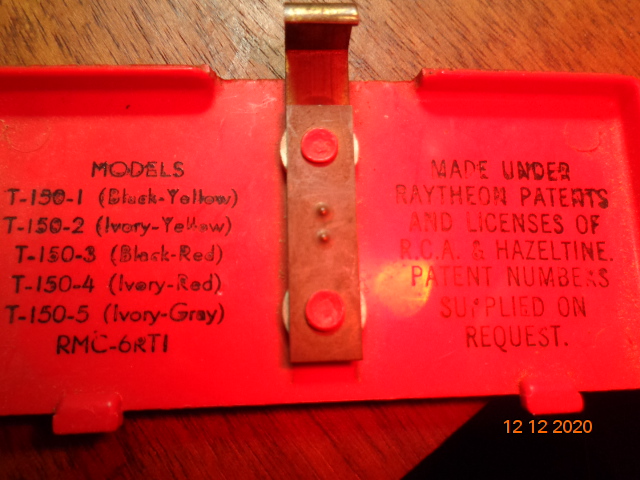 MODELS
T-150-1 (Black-Yellow)
T-150-2 (Ivory-Yellow)
T-150-3 (Black-Red)
T-150-4 (Ivory-Red)
T-150-5 (Ivory-Gray)
RMC-6RT1
MADE UNDER
RAYTHEON PATENTS
AND LICENSES OF
R.C.A. & HAZELTINE.
PATENT NUMBERS
SUPPLIED ON
REQUEST.
12 12 2020